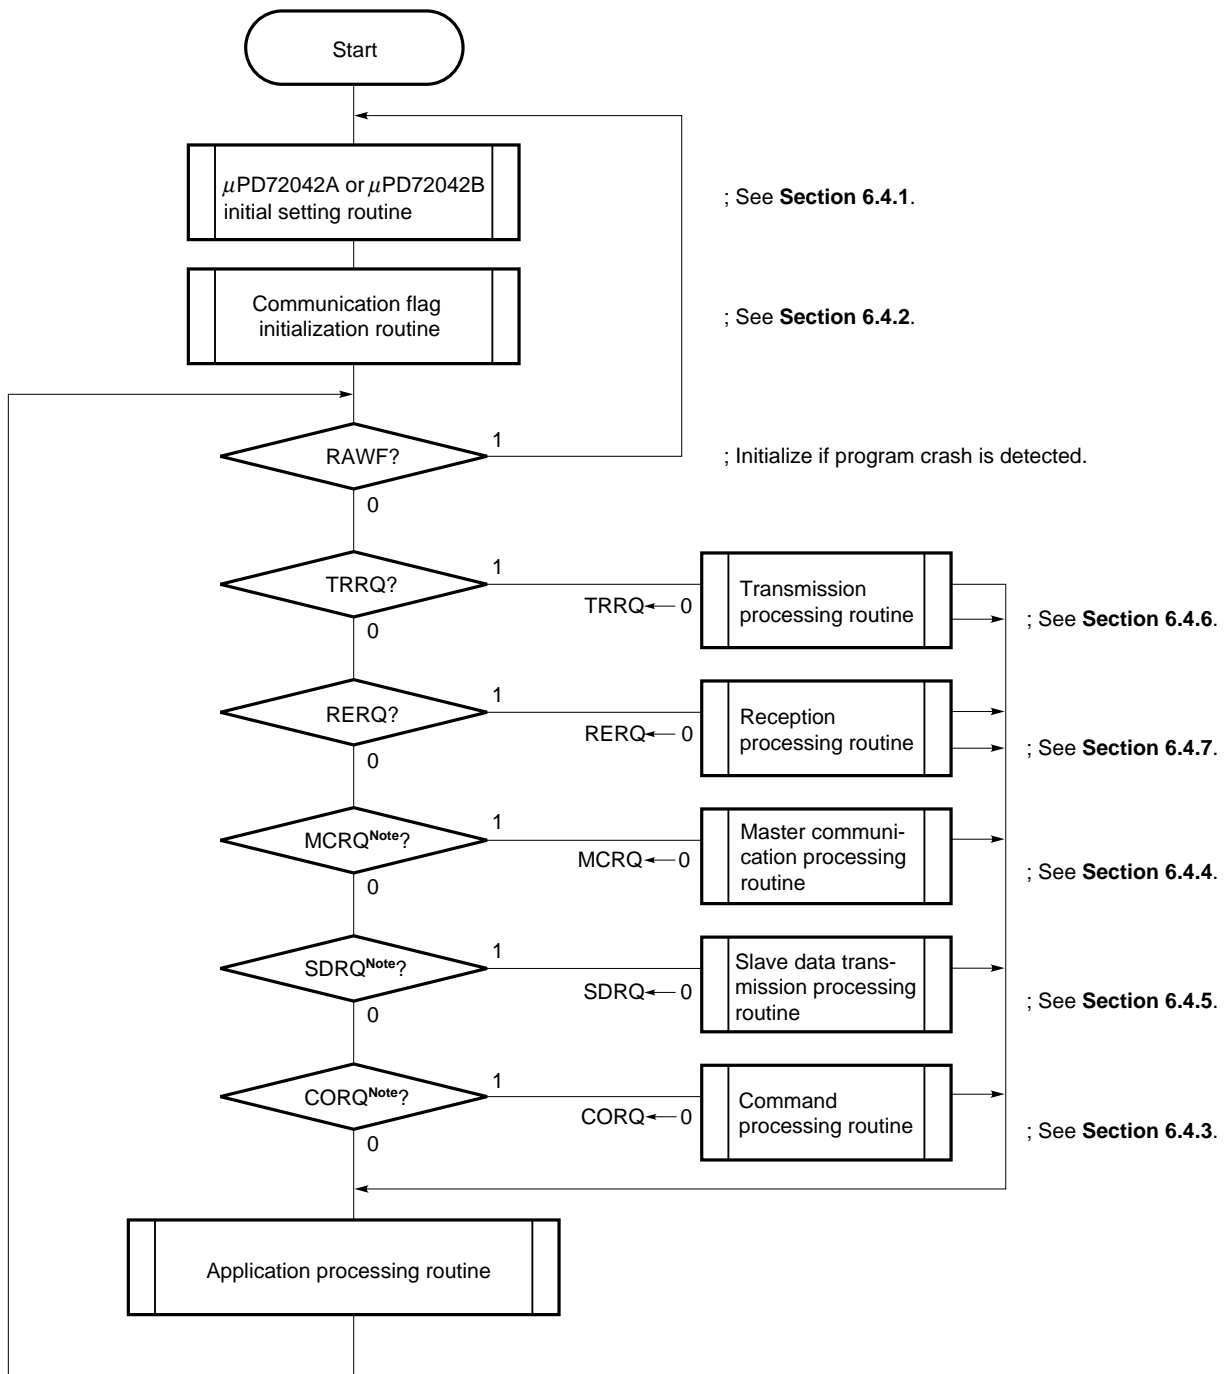 Start
μPD72042A or μPD72042B
initial setting routine
; See Section 6.4.1.
Communication flag
initialization routine
; See Section 6.4.2.
RAWF?
1
; Initialize if program crash is detected.
0
TRRQ?
1
TRRQ ← 0
Transmission
processing routine
; See Section 6.4.6.
0
RERQ?
1
RERQ ← 0
Reception
processing routine
; See Section 6.4.7.
0
MCRQNote?
1
MCRQ ← 0
Master communi-
cation processing
routine
; See Section 6.4.4.
0
SDRQNote?
1
SDRQ ← 0
Slave data trans-
mission processing
routine
; See Section 6.4.5.
0
CORQNote?
1
CORQ ← 0
Command
processing routine
; See Section 6.4.3.
0
Application processing routine